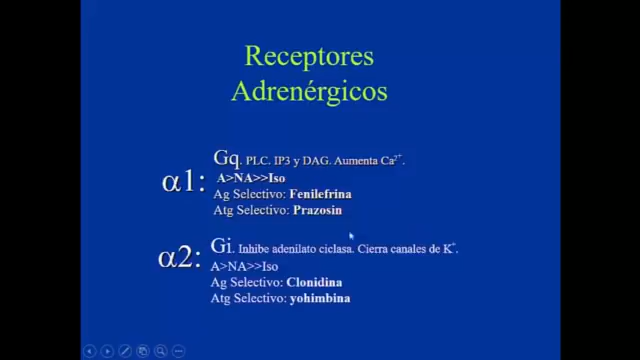 Receptores
Adrenérgicos
α1:
Gq. PLC. IP3 y DAG. Aumenta Ca2+.
A>NA>>Iso
Ag Selectivo: Fenilefrina
Atg Selectivo: Prazosin
α2:
Gi. Inhibe adenilato ciclasa. Cierra canales de K+.
A>NA>>Iso
Ag Selectivo: Clonidina
Atg Selectivo: yohimbina